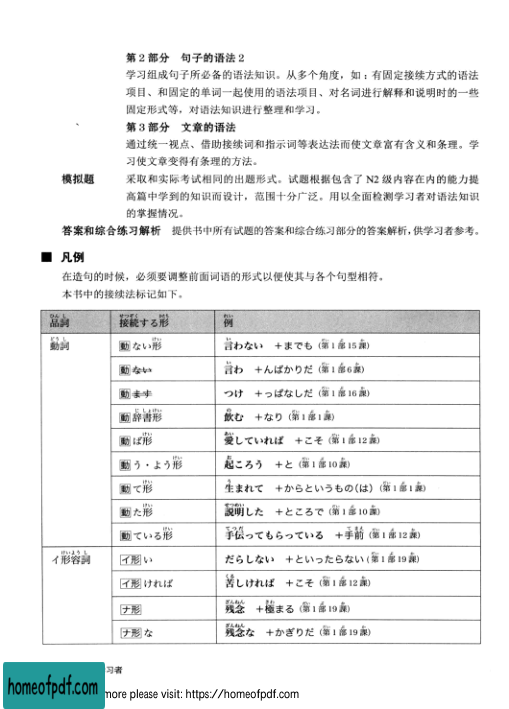 第2部分 句子的语法2
学习组成句子所必备的语法知识。从多个角度，如：有固定接续方式的语法
项目、和固定的单词一起使用的语法项目、对名词进行解释和说明时的一些
固定形式等，对语法知识进行整理和学习。
第3部分 文章的语法
通过统一视点、借助接续词和指示词等表达法而使文章富有含义和条理。学
习使文章变得有条理的方法。
模拟题 采取和实际考试相同的出题形式。试题根据包含了 N2 级内容在内的能力提
高篇中学到的知识而设计，范围十分广泛。用以全面检测学习者对语法知识
的掌握情况。
答案和综合练习解析 提供书中所有试题的答案和综合练习部分的答案解析，供学习者参考。
■ 凡例
在造句的时候，必须要调整前面词语的形式以便使其与各个句型相符。
本书中的接续法标记如下。
品詞 接続する形 例
動詞 動ない形 言わない ＋までも（第1部15課）
動ない 言わ ＋んばかりだ（第1部6課）
動ます つけ ＋っぱなしだ（第1部16課）
動辞書形 飲む ＋なり（第1部1課）
動ば形 愛していれば ＋こそ（第1部12課）
動う・よう形 起ころう ＋と（第1部10課）
動て形 生まれて ＋からというもの(は)（第1部1課）
動た形 説明した ＋ところで（第1部10課）
動ている形 手伝ってもらっている ＋手前（第1部12課）
イ形容詞 イ形い だらしない ＋といったらない（第1部19課）
イ形ければ 苦しければ ＋こそ（第1部12課）
ナ形 残念 ＋極まる（第1部19課）
ナ形な 残念な ＋かぎりだ（第1部19課）
习者
homeofpdf.com
more please visit: https://homeofpdf.com